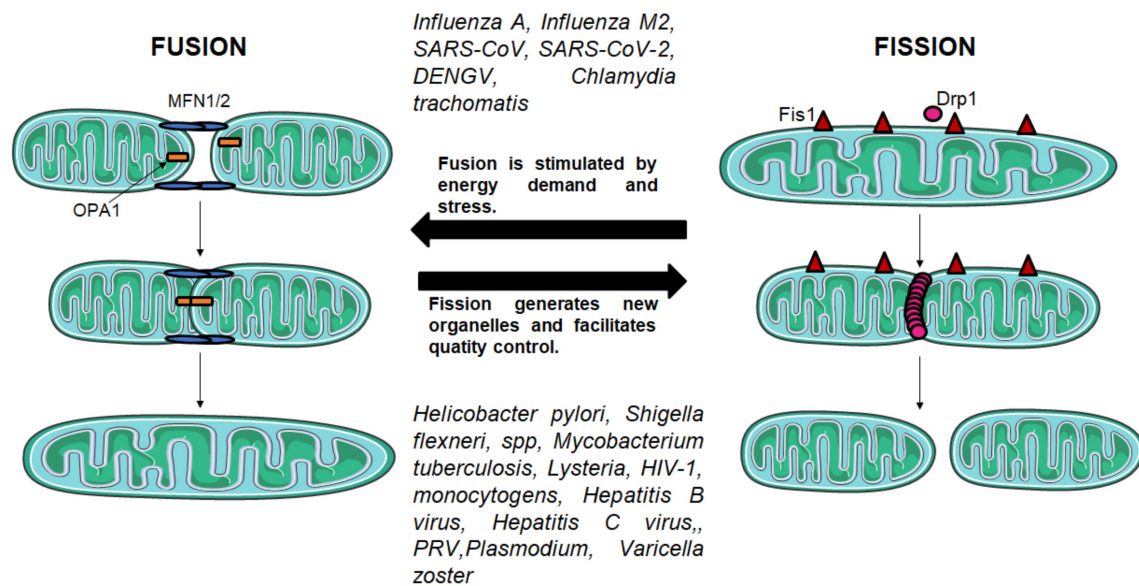 FUSION
MFN1/2
OPA1
Influenza A, Influenza M2,
SARS-CoV, SARS-CoV-2,
DENGV, Chlamydia
trachomatis
Fusion is stimulated by
energy demand and
stress.
Fission generates new
organelles and facilitates
quatity control.
Helicobacter pylori, Shigella
flexneri, spp, Mycobacterium
tuberculosis, Lysteria, HIV-1,
monocytogens, Hepatitis B
virus, Hepatitis C virus,,
PRV,Plasmodium, Varicella
zoster
FISSION
Fis1
Drp1